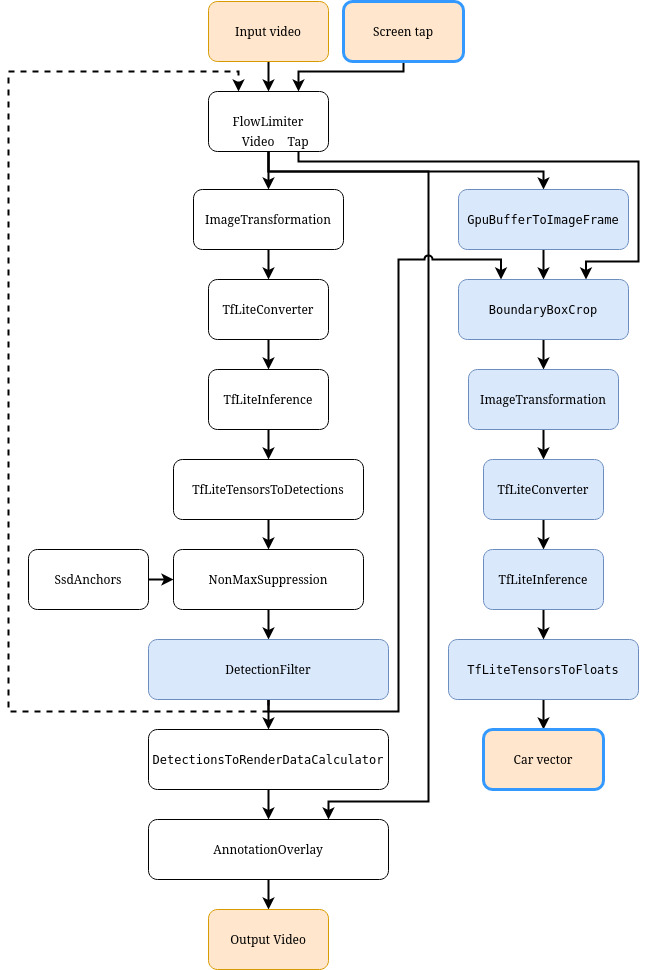 Input video
Screen tap
FlowLimiter
Video Tap
ImageTransformation
GpuBufferToImageFrame
TfLiteConverter
BoundaryBoxCrop
TfLiteInference
ImageTransformation
TfLiteTensorsToDetections
TfLiteConverter
SsdAnchors
NonMaxSuppression
TfLiteInference
DetectionFilter
TfLiteTensorsToFloats
DetectionsToRenderDataCalculator
Car vector
AnnotationOverlay
Output Video